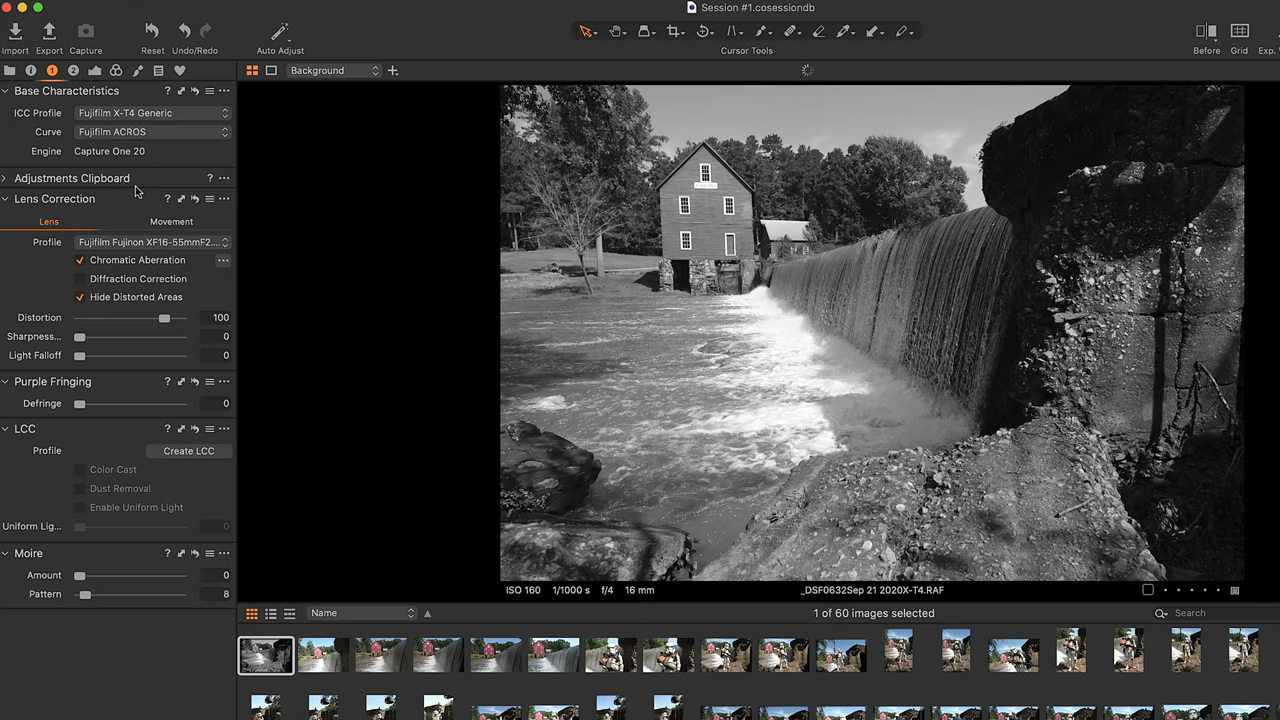 Session #1.cosessiondb
Import Export Capture Reset Undo/Redo Auto Adjust Cursor Tools Before Grid Exp.
1 2
Background
Base Characteristics ?
ICC Profile Fujifilm X-T4 Generic
Curve Fujifilm ACROS
Engine Capture One 20
Adjustments Clipboard ?
Lens Correction ?
Lens Movement
Profile Fujifilm Fujinon XF16-55mmF2....
Chromatic Aberration
Diffraction Correction
Hide Distorted Areas
Distortion 100
Sharpness... 0
Light Falloff 0
Purple Fringing ?
Defringe 0
LCC ?
Profile Create LCC
Color Cast
Dust Removal
Enable Uniform Light
Uniform Lig... 0
Moire ?
Amount 0
Pattern 8
ISO 160 1/1000 s f/4 16 mm _DSF0632Sep 21 2020X-T4.RAF
Name 1 of 60 images selected Search